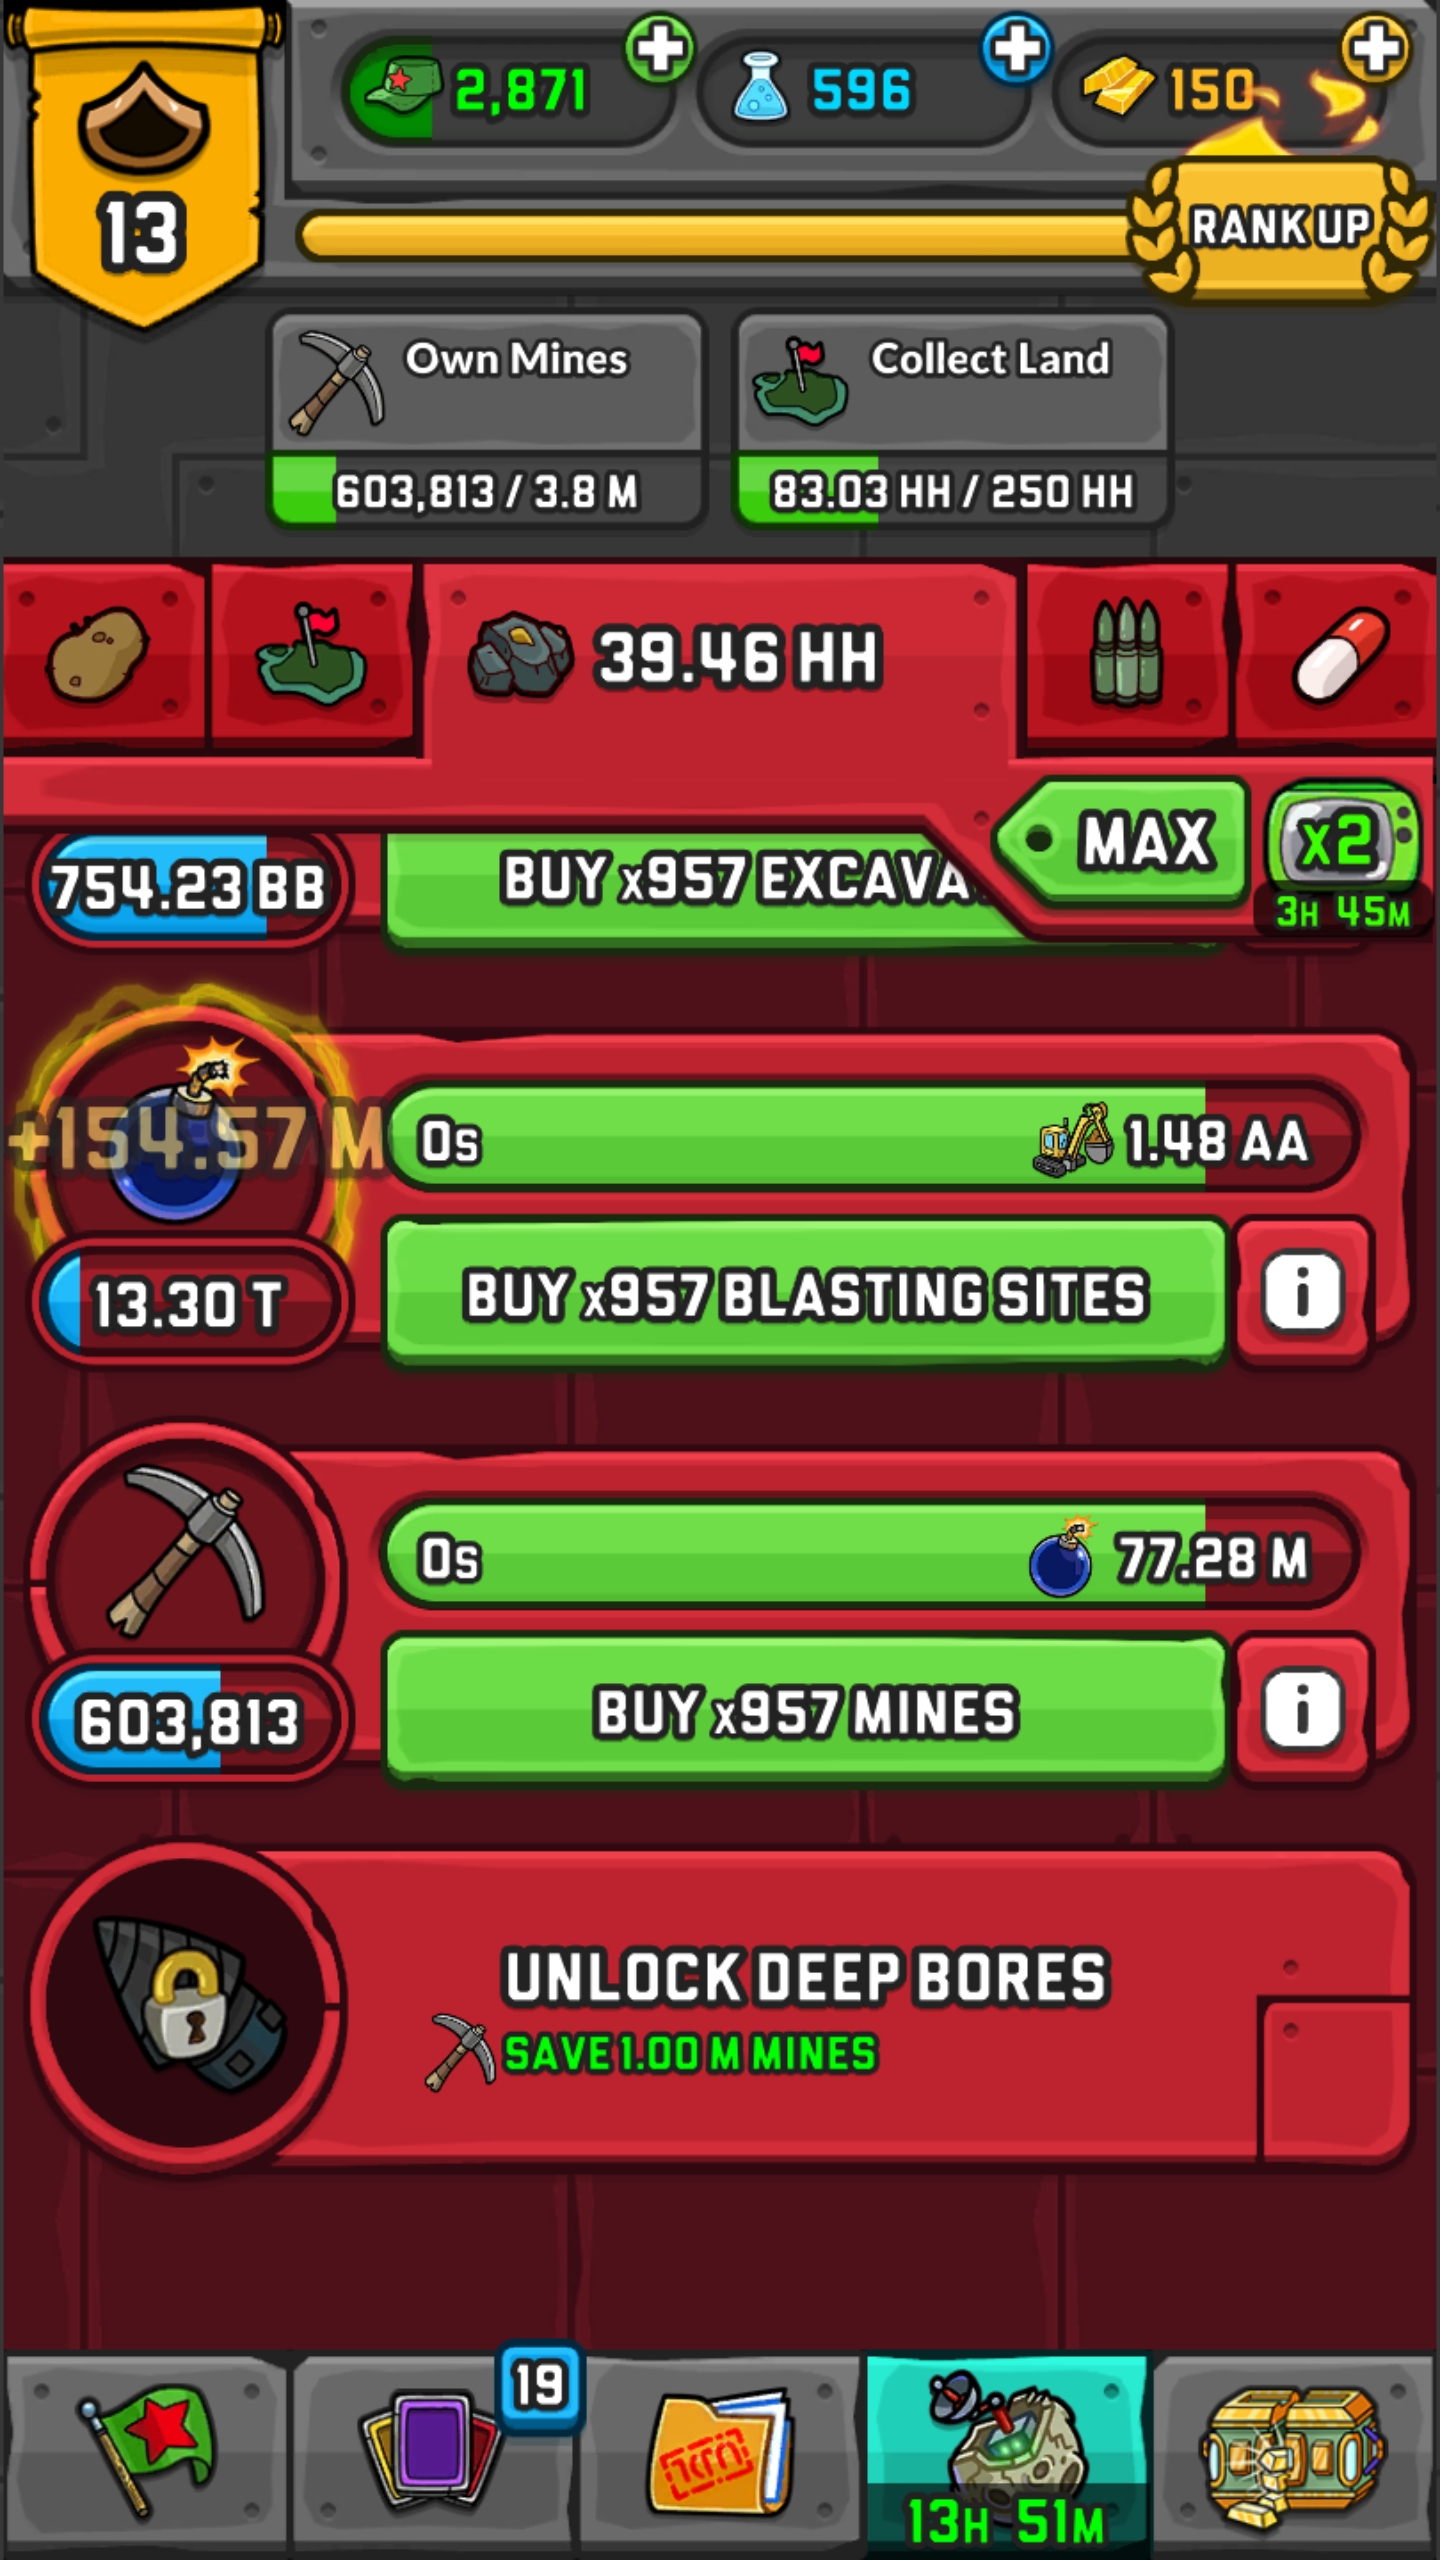 2,871
596
150
13
RANK UP
Own Mines
603,813 / 3.8 M
Collect Land
83.03 HH / 250 HH
39.46 HH
MAX
x2
3H 45M
754.23 BB
BUY x957 EXCAVA
+154.57 M
0s
1.48 AA
13.30 T
BUY x957 BLASTING SITES
i
0s
77.28 M
603,813
BUY x957 MINES
i
UNLOCK DEEP BORES
SAVE 1.00 M MINES
19
13H 51M